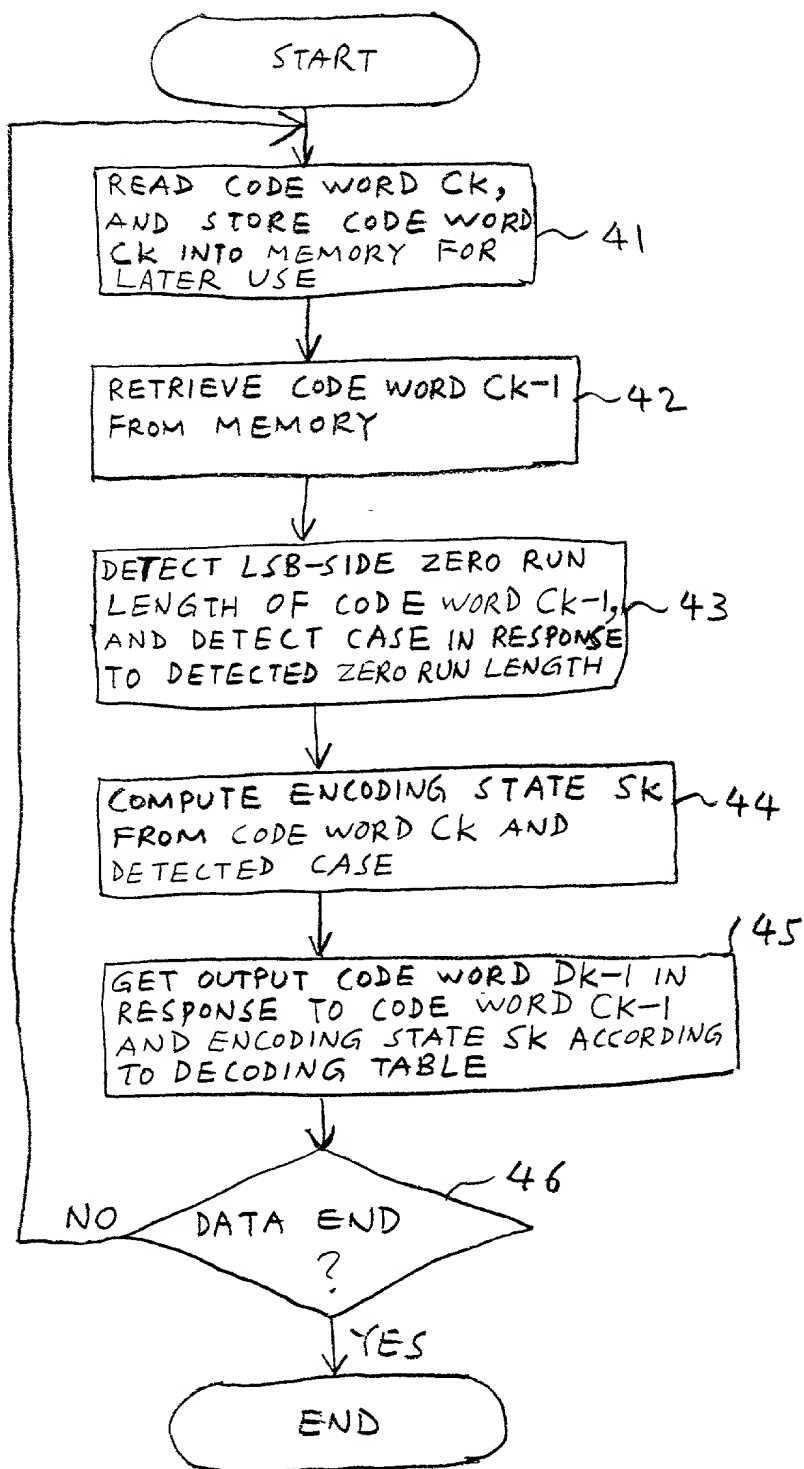 START
READ CODE WORD CK,
AND STORE CODE WORD
CK INTO MEMORY FOR
LATER USE
41
RETRIEVE CODE WORD CK-1
FROM MEMORY
42
DETECT LSB-SIDE ZERO RUN
LENGTH OF CODE WORD CK-1,
AND DETECT CASE IN RESPONSE
TO DETECTED ZERO RUN LENGTH
43
COMPUTE ENCODING STATE SK
FROM CODE WORD CK AND
DETECTED CASE
44
45
GET OUTPUT CODE WORD DK-1 IN
RESPONSE TO CODE WORD CK-1
AND ENCODING STATE SK ACCORDING
TO DECODING TABLE
46
NO
DATA END
?
YES
END